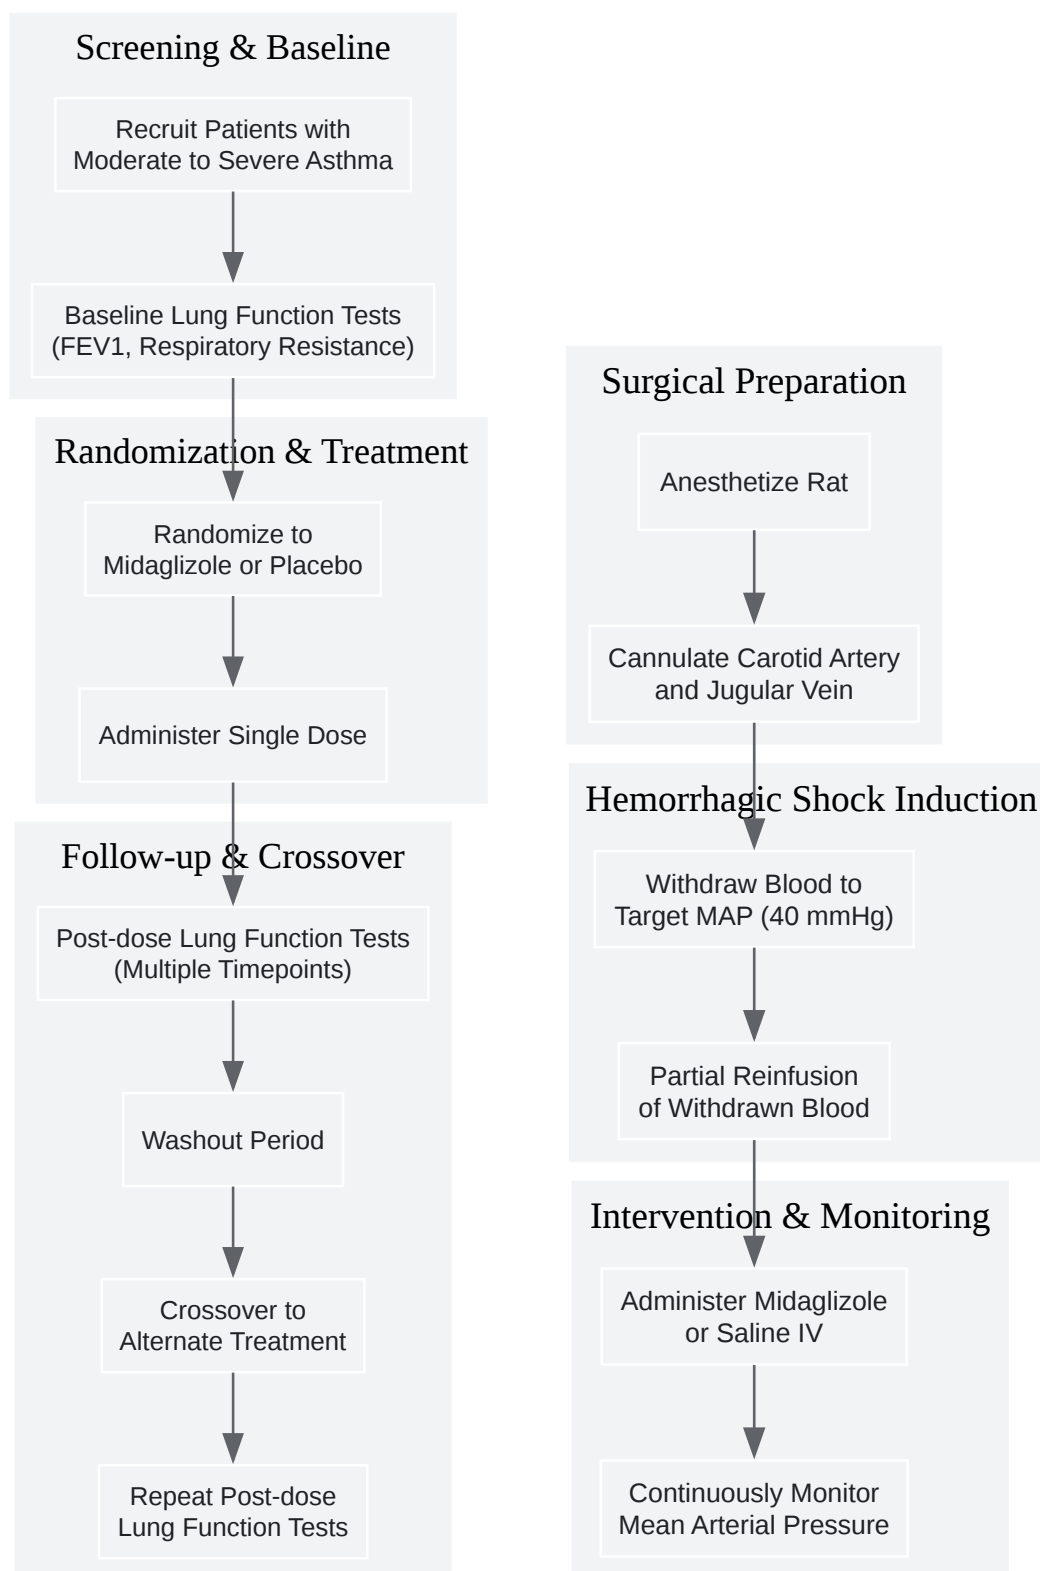 Screening & Baseline
Recruit Patients with
Moderate to Severe Asthma
Baseline Lung Function Tests
(FEV1, Respiratory Resistance)
Randomization & Treatment
Randomize to
Midaglizole or Placebo
Administer Single Dose
Follow-up & Crossover
Post-dose Lung Function Tests
(Multiple Timepoints)
Washout Period
Crossover to
Alternate Treatment
Repeat Post-dose
Lung Function Tests
Surgical Preparation
Anesthetize Rat
Cannulate Carotid Artery
and Jugular Vein
Hemorrhagic Shock Induction
Withdraw Blood to
Target MAP (40 mmHg)
Partial Reinfusion
of Withdrawn Blood
Intervention & Monitoring
Administer Midaglizole
or Saline IV
Continuously Monitor
Mean Arterial Pressure